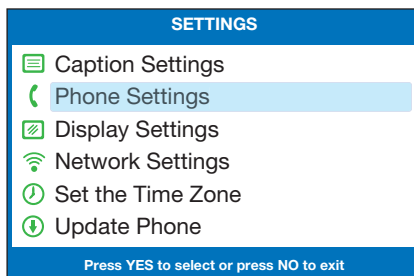 SETTINGS
Caption Settings
Phone Settings
Display Settings
Network Settings
Set the Time Zone
Update Phone
Press YES to select or press NO to exit